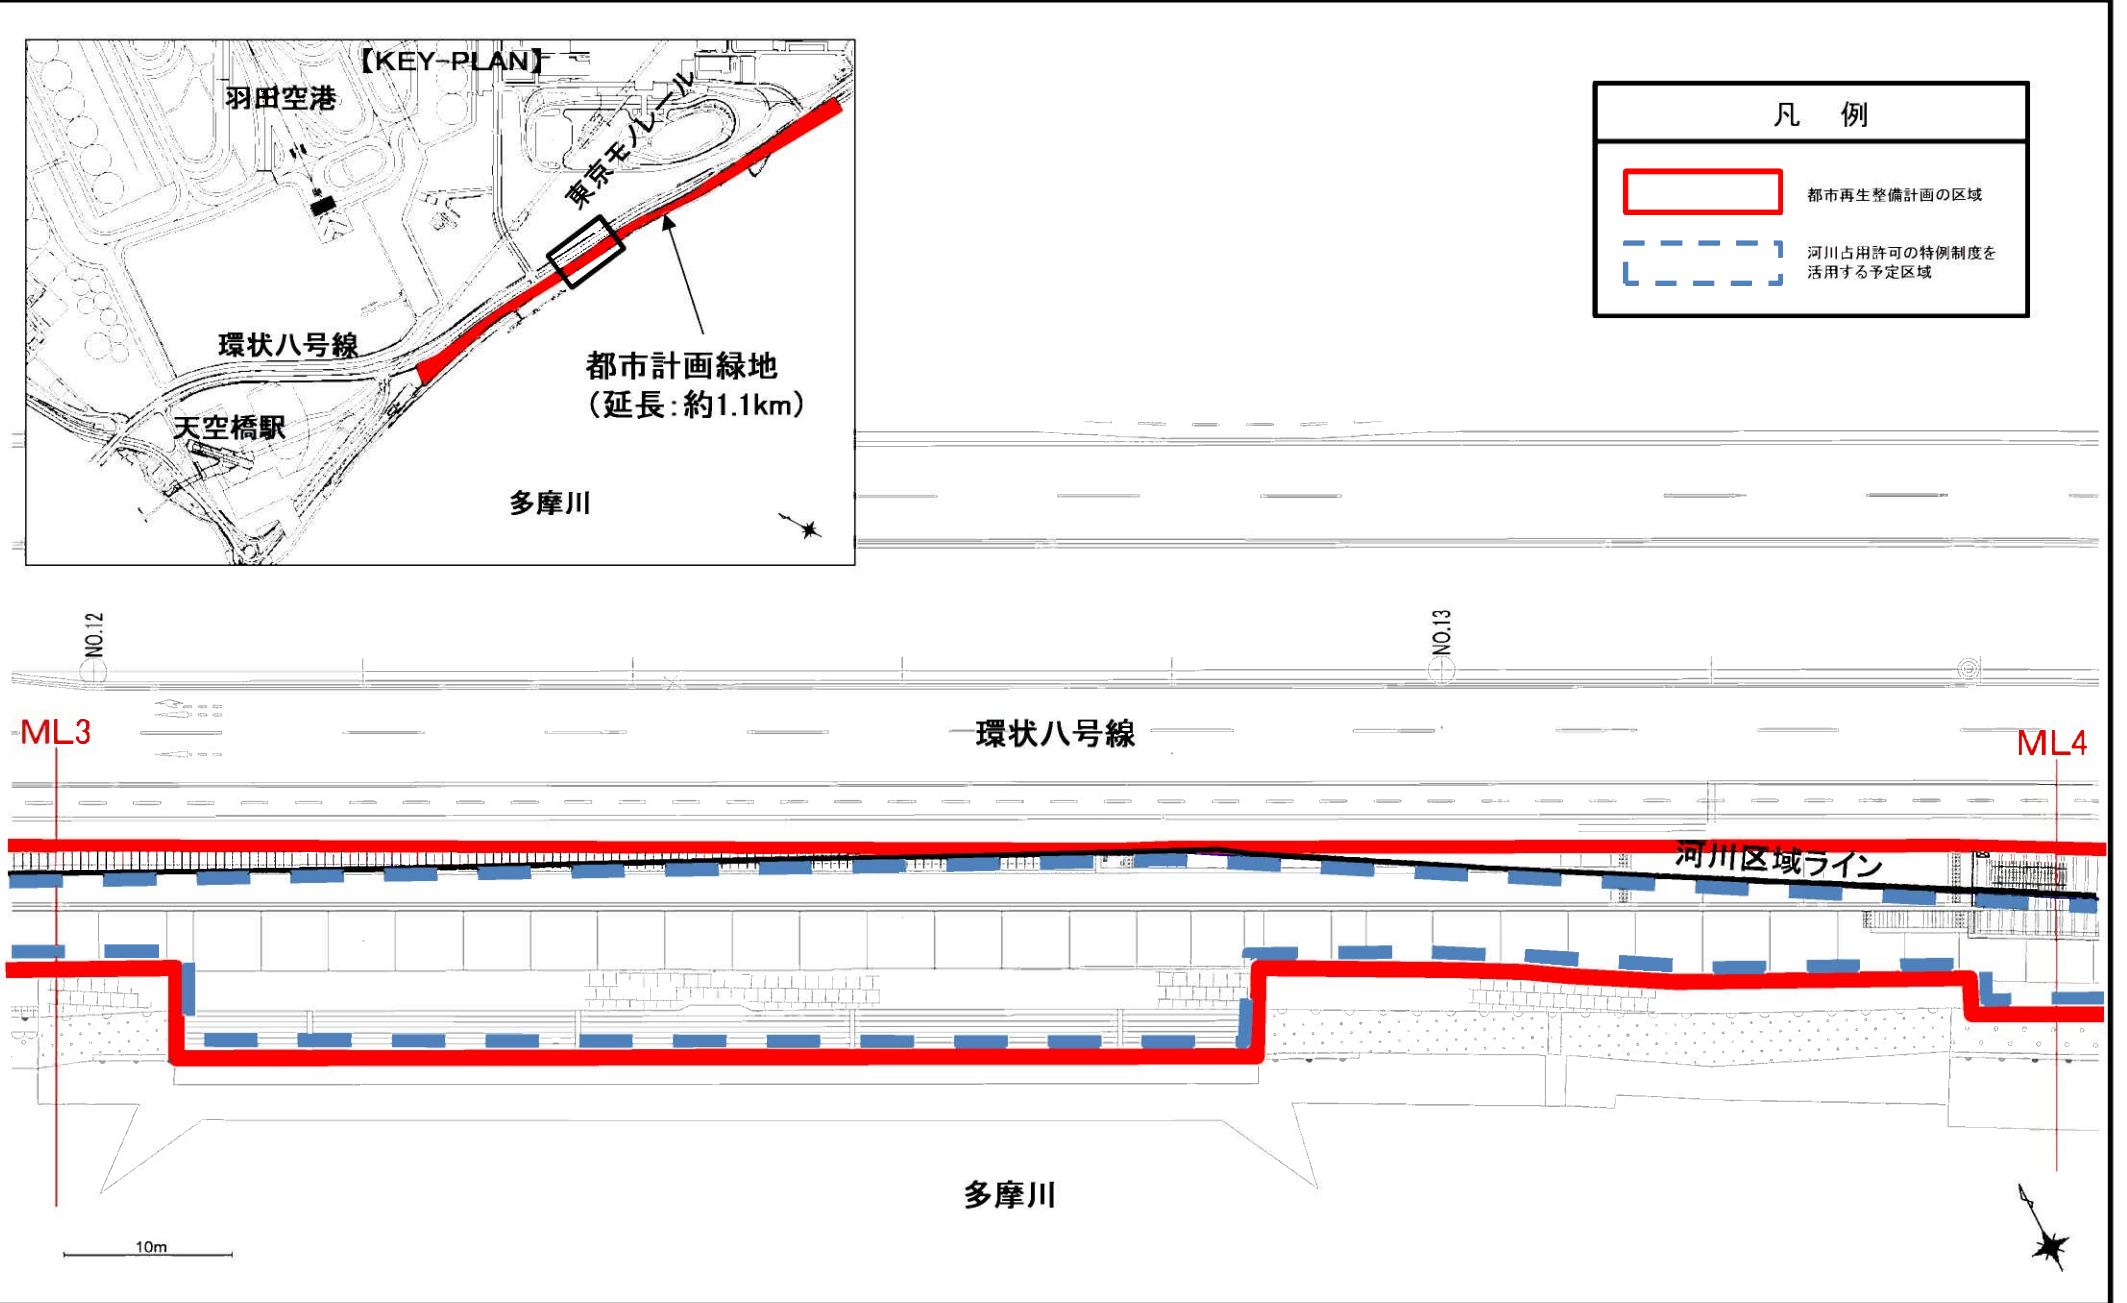 【KEY-PLAN】
羽田空港
東京モノレール
環状八号線
都市計画緑地
（延長：約1.1km）
天空橋駅
多摩川
凡　例
都市再生整備計画の区域
河川占用許可の特例制度を
活用する予定区域
NO.12
NO.13
ML3
環状八号線
ML4
河川区域ライン
多摩川
10m